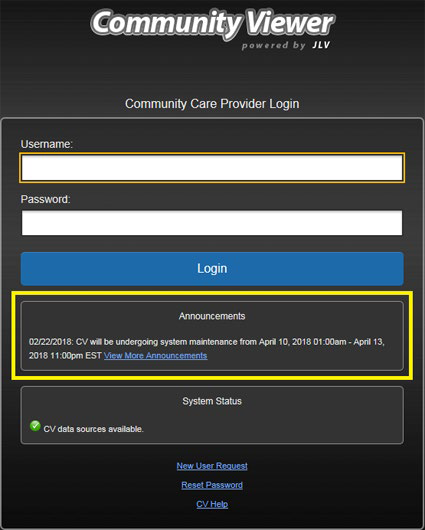 Community Viewer
powered by JLV
Community Care Provider Login
Username:
Password:
Login
Announcements
02/22/2018: CV will be undergoing system maintenance from April 10, 2018 01:00am - April 13,
2018 11:00pm EST View More Announcements
System Status
CV data sources available.
New User Request
Reset Password
CV Help